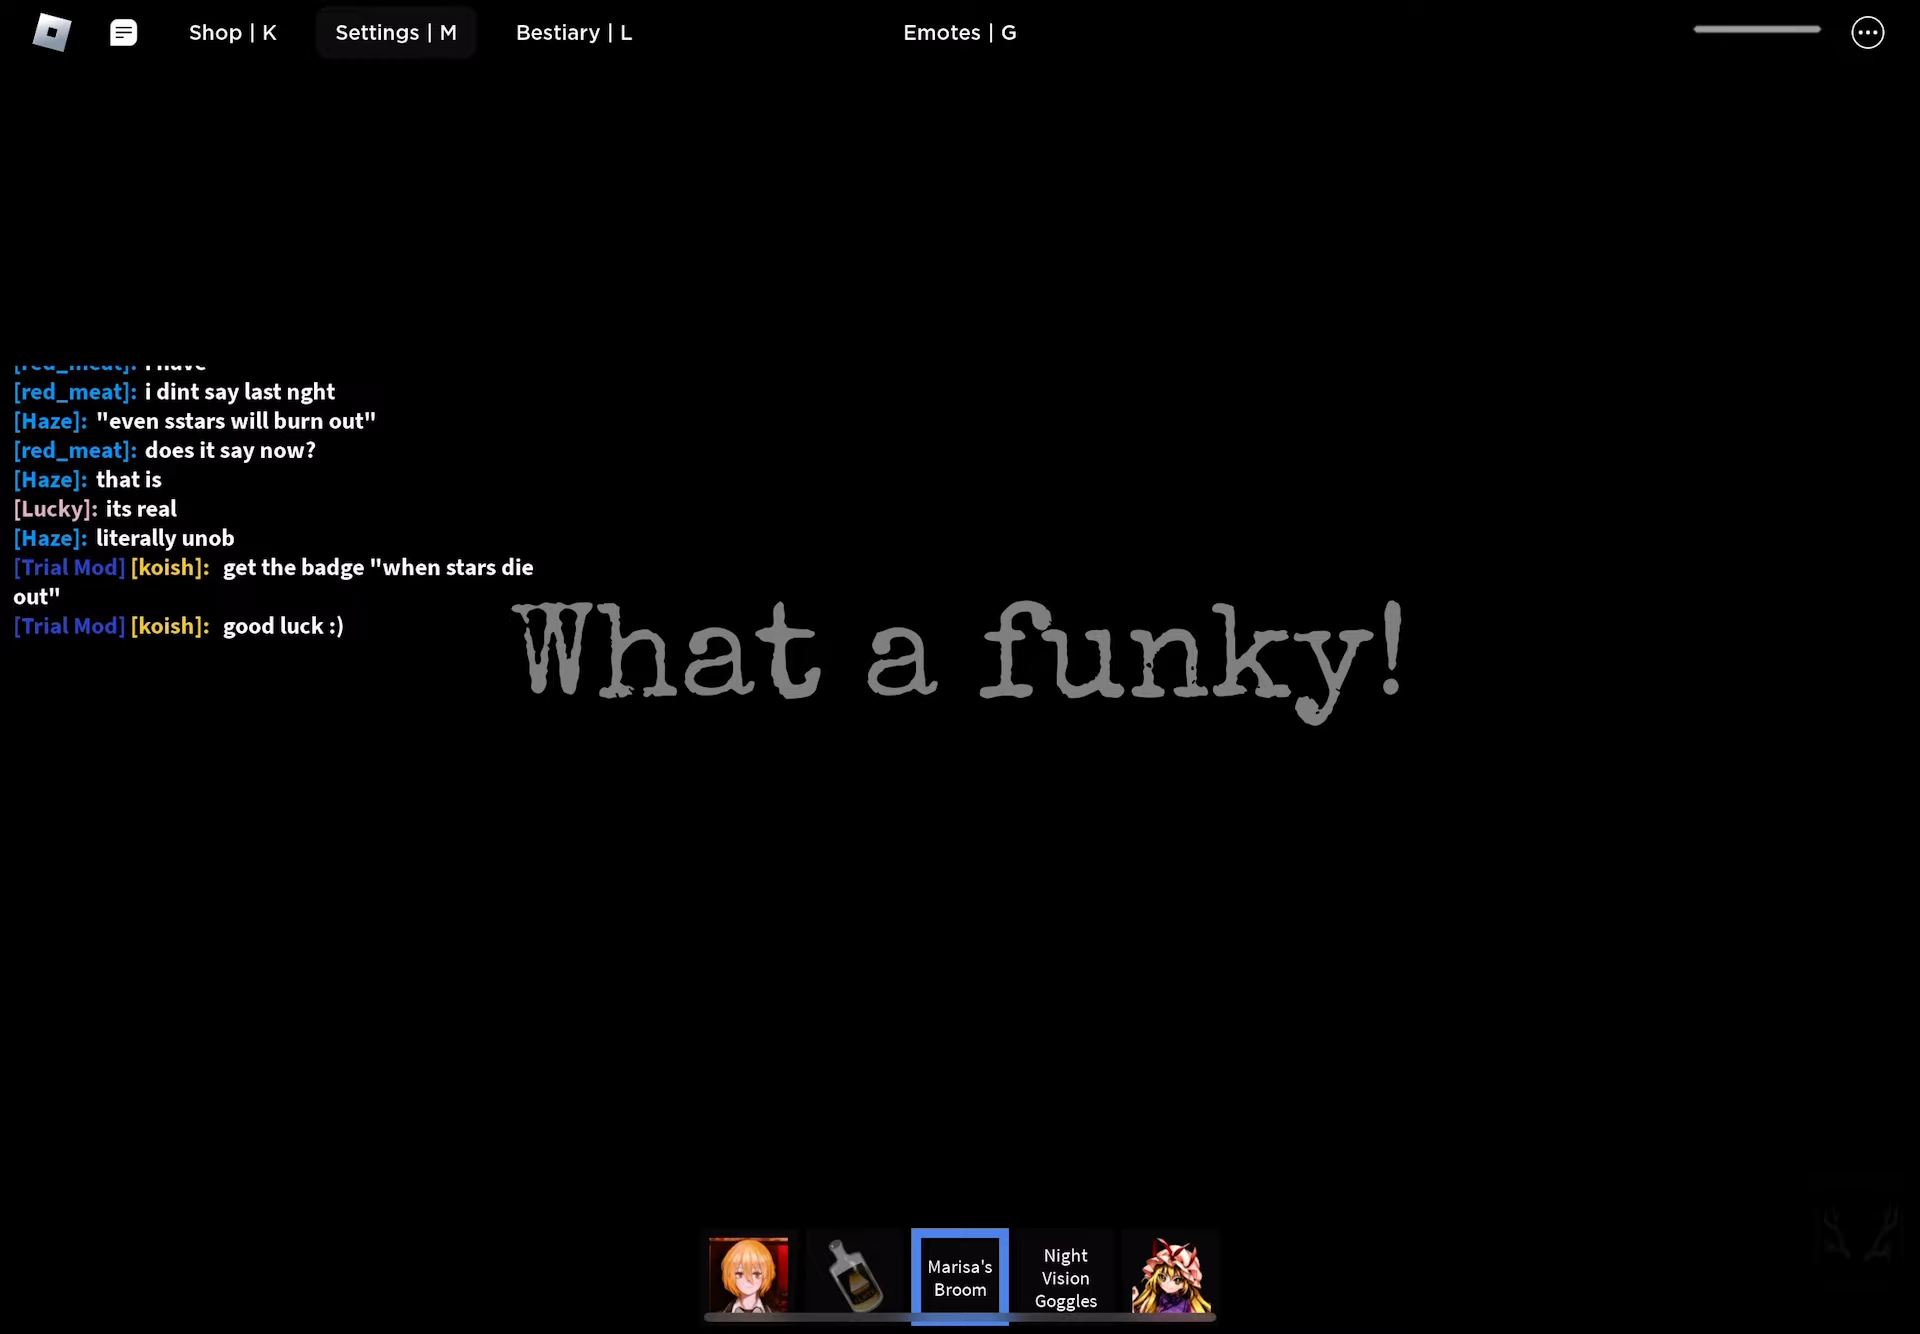 Shop | K
Settings | M
Bestiary | L
Emotes | G
[red_meat]: i have
[red_meat]: i dint say last nght
[Haze]: "even sstars will burn out"
[red_meat]: does it say now?
[Haze]: that is
[Lucky]: its real
[Haze]: literally unob
[Trial Mod] [koish]: get the badge "when stars die
out"
[Trial Mod] [koish]: good luck :)
What a funky!
Marisa's
Broom
Night
Vision
Goggles